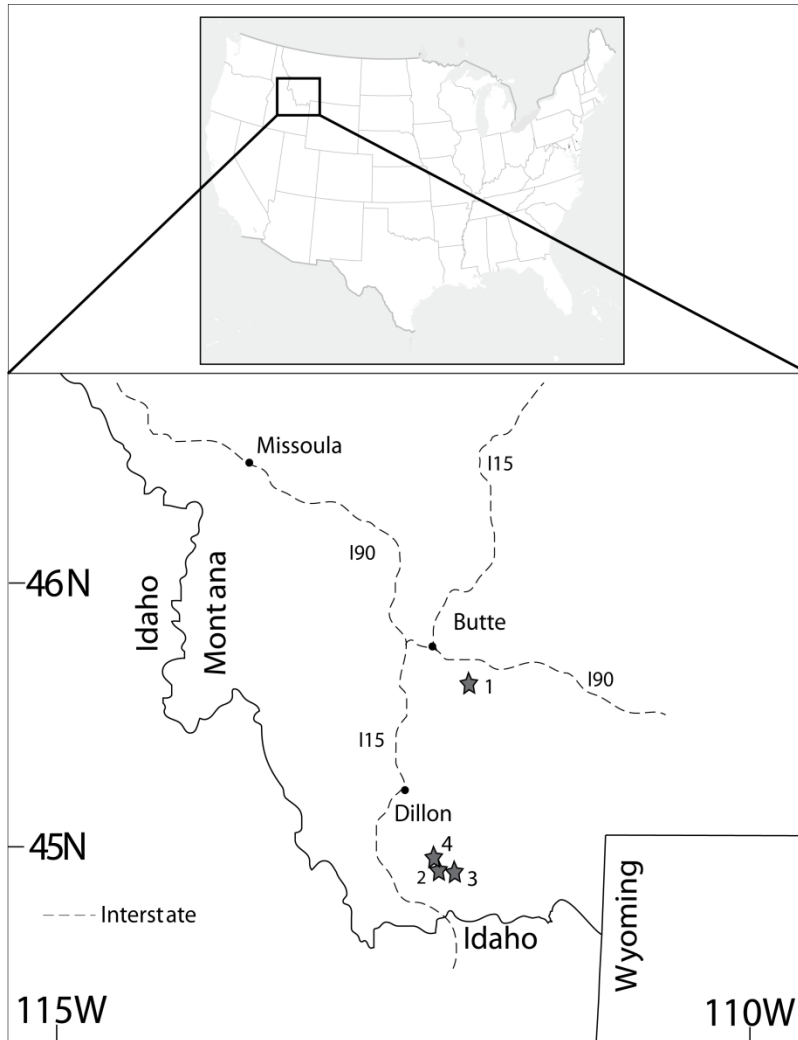 Missoula
I15
I90
46N
Idaho
Montana
Butte
1
I90
I15
Dillon
45N
4
2
3
Interstate
Idaho
Wyoming
115W
110W